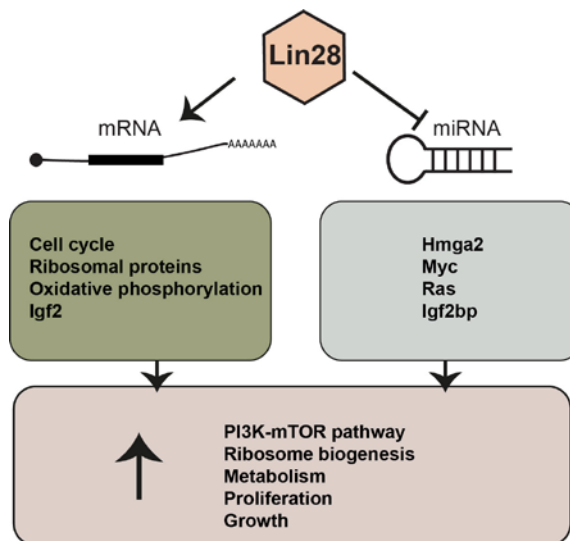 Lin28
mRNA
miRNA
AAAAAAA
Cell cycle
Ribosomal proteins
Oxidative phosphorylation
Igf2
Hmga2
Myc
Ras
Igf2bp
PI3K-mTOR pathway
Ribosome biogenesis
Metabolism
Proliferation
Growth